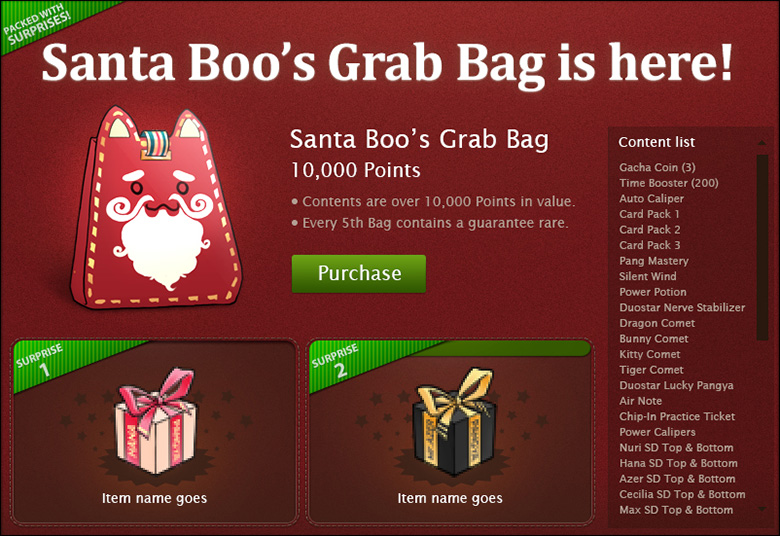 PACKED WITH
SURPRISES!
Santa Boo's Grab Bag is here!
Santa Boo's Grab Bag
10,000 Points
• Contents are over 10,000 Points in value.
• Every 5th Bag contains a guarantee rare.
Purchase
Content list
Gacha Coin (3)
Time Booster (200)
Auto Caliper
Card Pack 1
Card Pack 2
Card Pack 3
Pang Mastery
Silent Wind
Power Potion
Duostar Nerve Stabilizer
Dragon Comet
Bunny Comet
Kitty Comet
Tiger Comet
Duostar Lucky Pangya
Air Note
Chip-In Practice Ticket
Power Calipers
Nuri SD Top & Bottom
Hana SD Top & Bottom
Azer SD Top & Bottom
Cecilia SD Top & Bottom
Max SD Top & Bottom
SURPRISE
1
Item name goes
SURPRISE
2
Item name goes